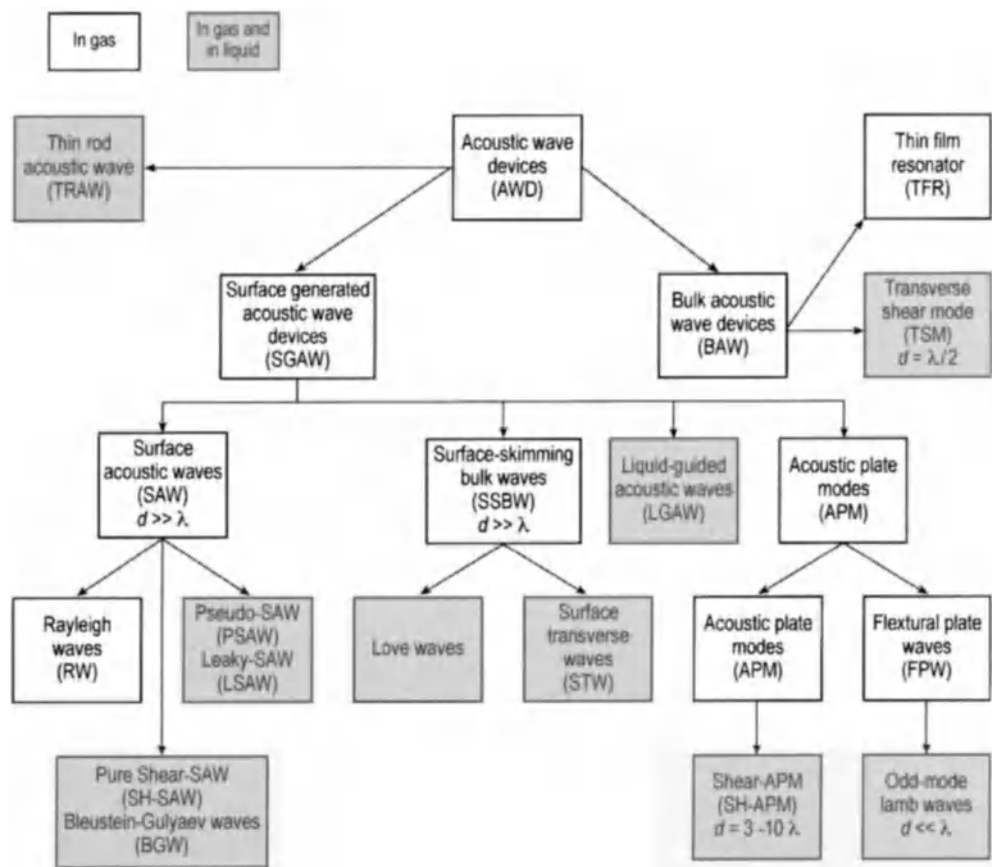 In gas
In gas and
in liquid
Thin rod
acoustic wave
(TRAW)
Acoustic wave
devices
(AWD)
Thin film
resonator
(TFR)
Surface generated
acoustic wave
devices
(SGAW)
Bulk acoustic
wave devices
(BAW)
Transverse
shear mode
(TSM)
d = λ/2
Surface
acoustic waves
(SAW)
d >> λ
Surface-skimming
bulk waves
(SSBW)
d >> λ
Liquid-guided
acoustic waves
(LGAW)
Acoustic plate
modes
(APM)
Rayleigh
waves
(RW)
Pseudo-SAW
(PSAW)
Leaky-SAW
(LSAW)
Love waves
Surface
transverse
waves
(STW)
Acoustic plate
modes
(APM)
Flextural plate
waves
(FPW)
Pure Shear-SAW
(SH-SAW)
Bleustein-Gulyaev waves
(BGW)
Shear-APM
(SH-APM)
d = 3 -10 λ
Odd-mode
lamb waves
d << λ